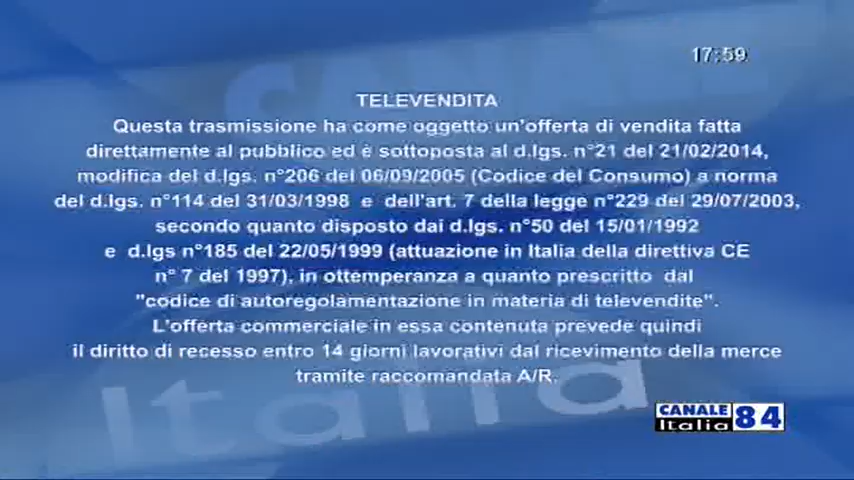 17:59
CANALE
TELEVENDITA
Questa trasmissione ha come oggetto un'offerta di vendita fatta
direttamente al pubblico ed è sottoposta al d.lgs. n°21 del 21/02/2014,
modifica del d.lgs. n°206 del 06/09/2005 (Codice del Consumo) a norma
del d.lgs. n°114 del 31/03/1998 e dell'art. 7 della legge n°229 del 29/07/2003,
secondo quanto disposto dai d.lgs. n°50 del 15/01/1992
e d.lgs n°185 del 22/05/1999 (attuazione in Italia della direttiva CE
n° 7 del 1997), in ottemperanza a quanto prescritto dal
"codice di autoregolamentazione in materia di televendite".
L'offerta commerciale in essa contenuta prevede quindi
il diritto di recesso entro 14 giorni lavorativi dal ricevimento della merce
tramite raccomandata A/R.
Italia
CANALE
Italia 84